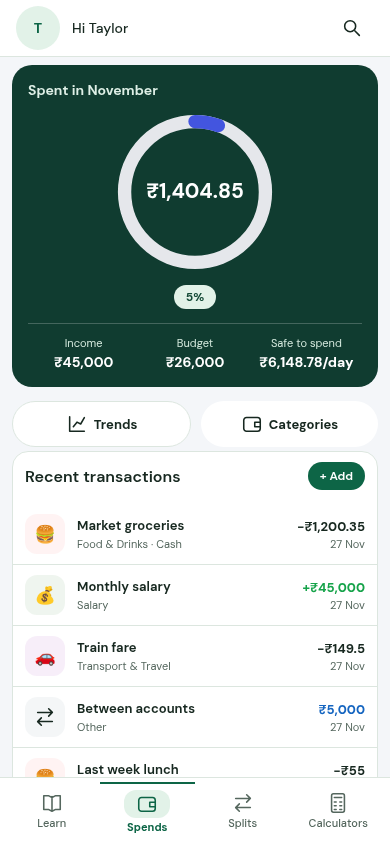 T
Hi Taylor
Spent in November
₹1,404.85
5%
Income
Budget
Safe to spend
₹45,000
₹26,000
₹6,148.78/day
Trends
Categories
Recent transactions
+ Add
Market groceries
-₹1,200.35
Food & Drinks · Cash
27 Nov
Monthly salary
+₹45,000
Salary
27 Nov
Train fare
-₹149.5
Transport & Travel
27 Nov
Between accounts
₹5,000
Other
27 Nov
Last week lunch
-₹55
Learn
Spends
Splits
Calculators